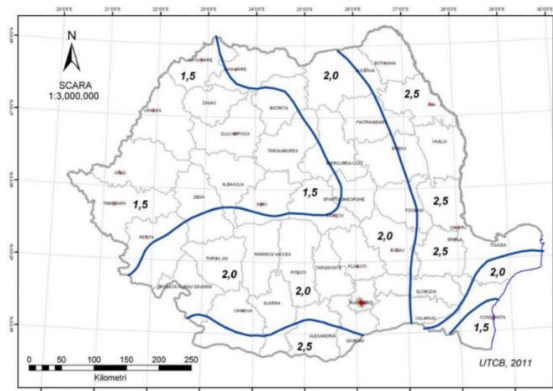 N
SCARA
1:3,000,000
1,5
2,0
2,5
SATU MARE
BAIA MARE
SUCEAVA
BOTOSANI
ZALAU
BISTRITA
ORADEA
CLUJ-NAPOCA
PIATRA NEAMT
TARGU MURES
BACAU
VASLUI
MIERCUREA CIUC
ARAD
ALBA IULIA
DEVA
1,5
1,5
2,5
TIMISOARA
SIBIU
SFANTU GHEORGHE
BRASOV
FOCSANI
RESITA
2,0
GALATI
BRAILA
2,5
BUZAU
TULCEA
TARGU JIU
RAMNICU VALCEA
2,0
2,0
PITESTI
TARGOVISTE
PLOIESTI
2,0
DROBETA-TURNU SEVERIN
2,0
SLOBOZIA
SLATINA
CRAIOVA
CALARASI
CONSTANTA
ALEXANDRIA
GIURGIU
1,5
2,5
0 50 100 150 200 250
Kilometri
UTCB, 2011